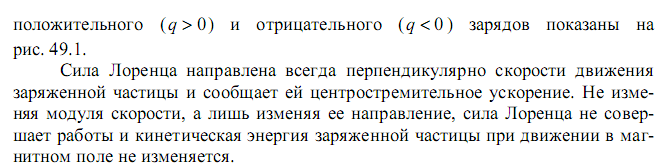 положительного (q > 0) и отрицательного (q < 0) зарядов показаны на
рис. 49.1.
Сила Лоренца направлена всегда перпендикулярно скорости движения
заряженной частицы и сообщает ей центростремительное ускорение. Не изме-
няя модуля скорости, а лишь изменяя ее направление, сила Лоренца не совер-
шает работы и кинетическая энергия заряженной частицы при движении в маг-
нитном поле не изменяется.